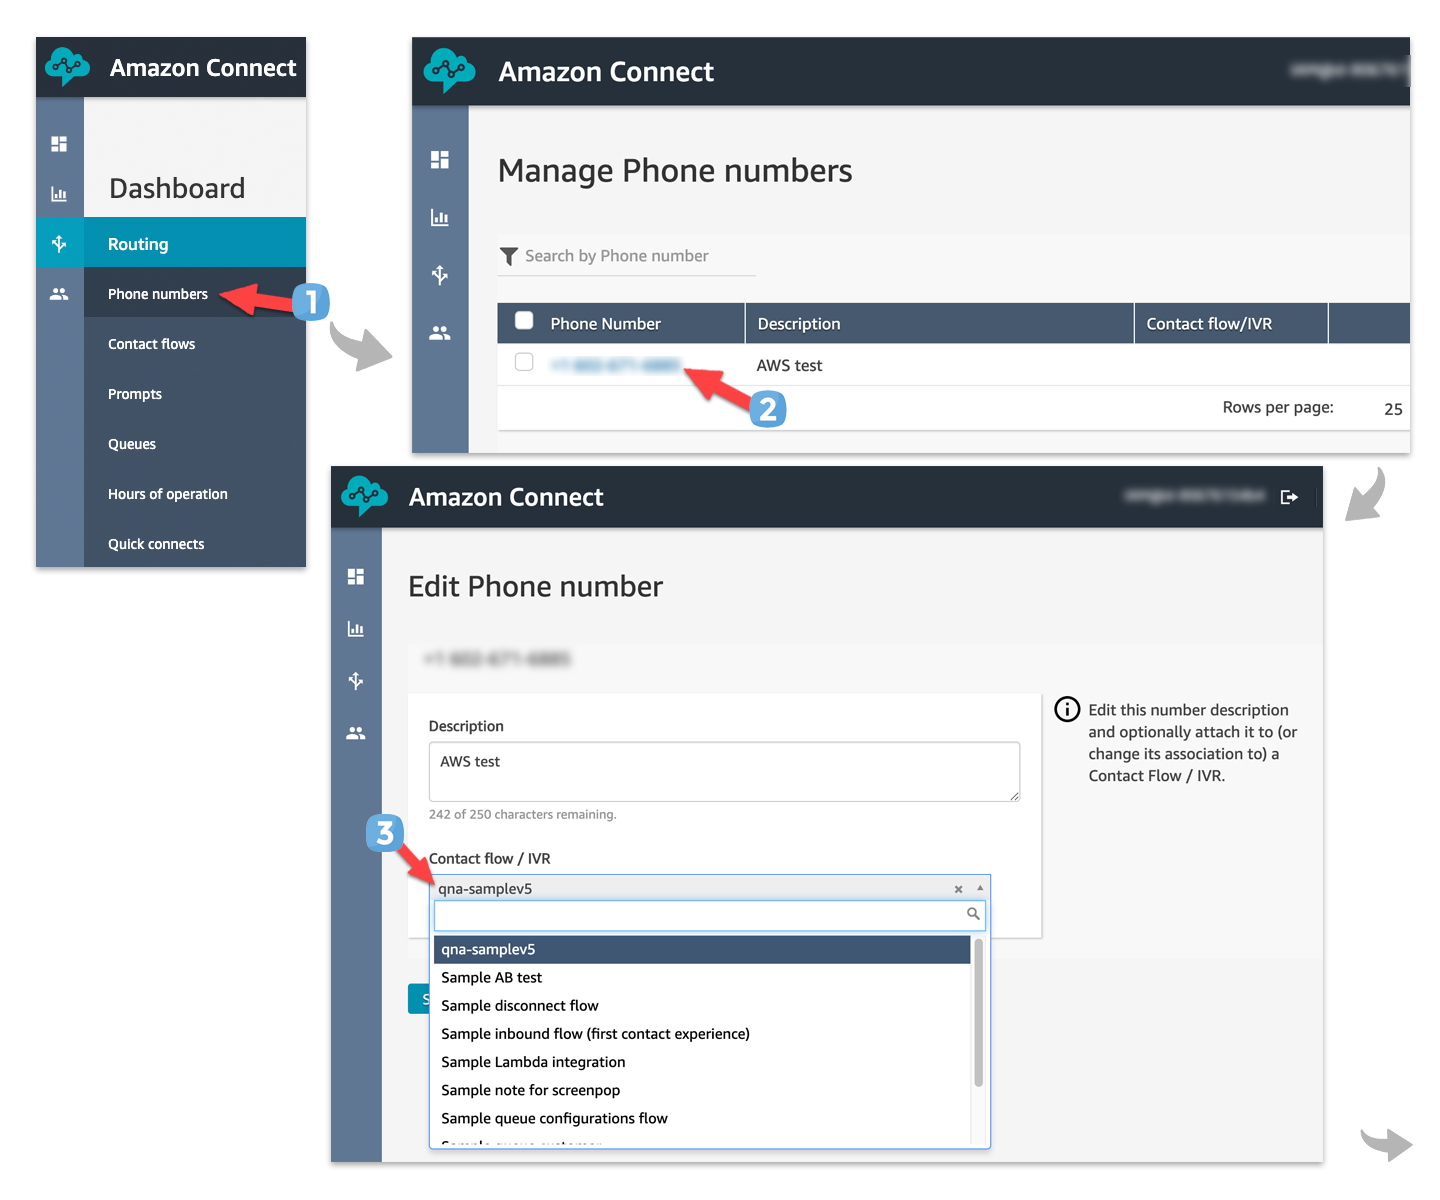 Amazon Connect
Dashboard
Routing
Phone numbers
1
Contact flows
Prompts
Queues
Hours of operation
Quick connects
Amazon Connect
Manage Phone numbers
Search by Phone number
Phone Number Description Contact flow/IVR
AWS test
2
Rows per page: 25
Amazon Connect
Edit Phone number
Description
AWS test
242 of 250 characters remaining.
3
Contact flow / IVR
qna-samplev5
qna-samplev5
Sample AB test
Sample disconnect flow
Sample inbound flow (first contact experience)
Sample Lambda integration
Sample note for screenpop
Sample queue configurations flow
Edit this number description
and optionally attach it to (or
change its association to) a
Contact Flow / IVR.